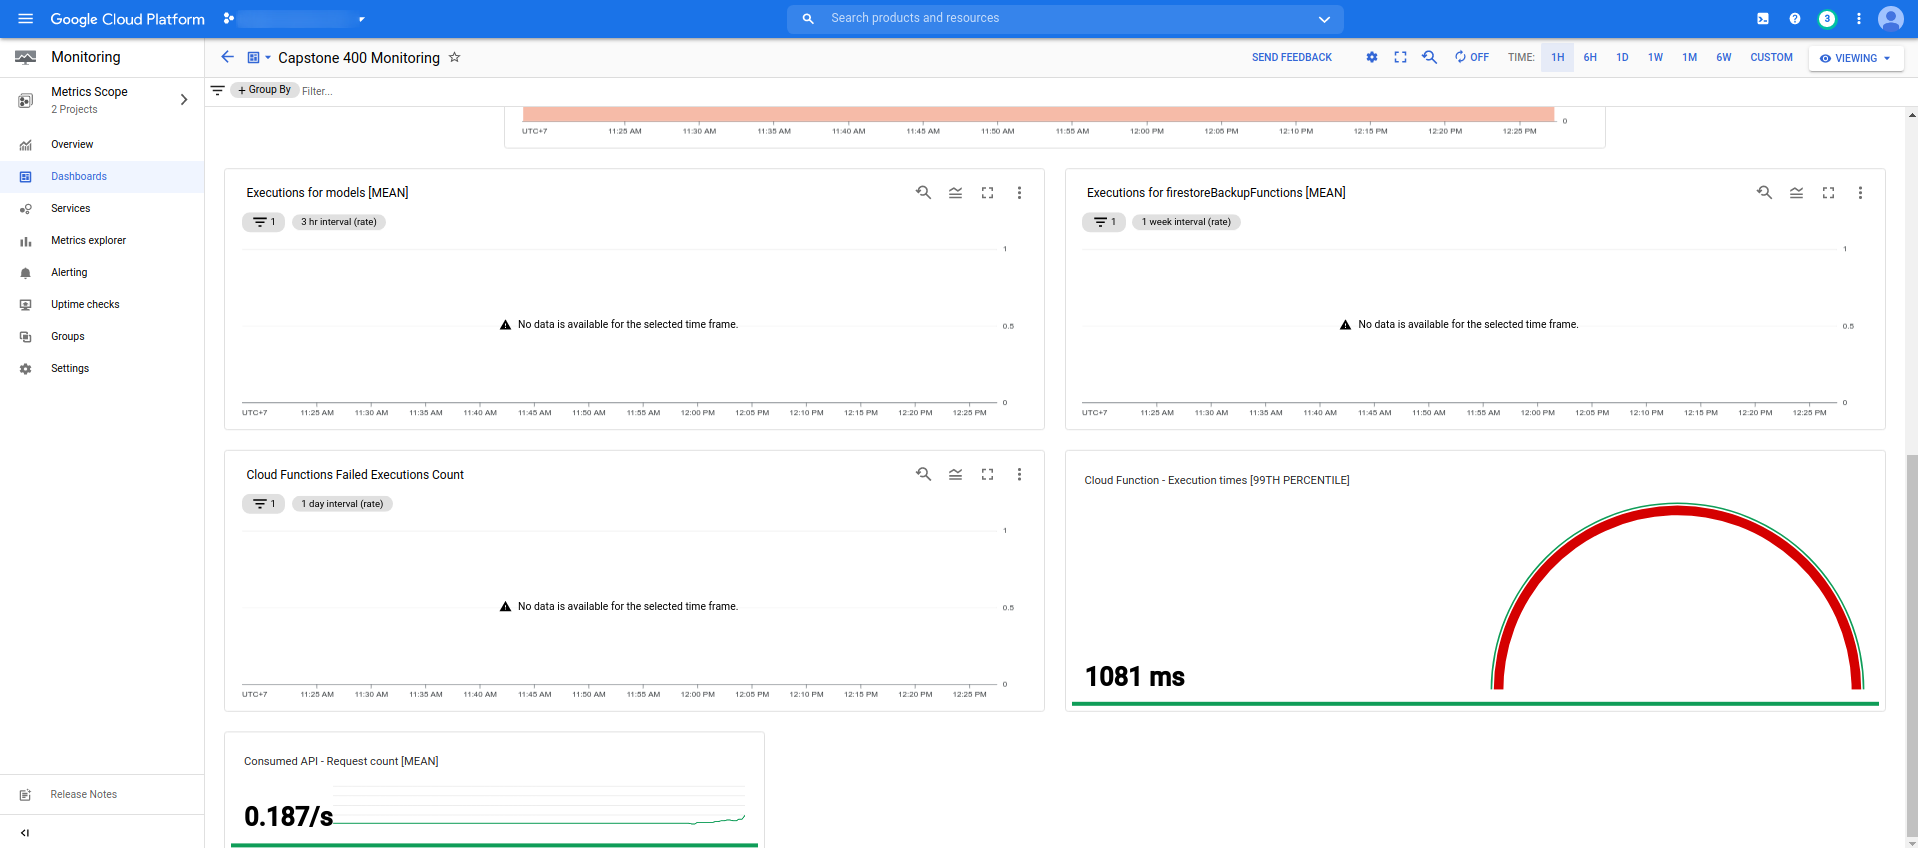 Google Cloud Platform
Search products and resources
3
Monitoring
Capstone 400 Monitoring
SEND FEEDBACK
OFF
TIME:
1H
6H
1D
1W
1M
6W
CUSTOM
VIEWING
Metrics Scope
2 Projects
+ Group By
Filter...
Overview
Dashboards
Services
Metrics explorer
Alerting
Uptime checks
Groups
Settings
Release Notes
0
UTC+7 11:25 AM 11:30 AM 11:35 AM 11:40 AM 11:45 AM 11:50 AM 11:55 AM 12:00 PM 12:05 PM 12:10 PM 12:15 PM 12:20 PM 12:25 PM
Executions for models [MEAN]
1
3 hr interval (rate)
1
No data is available for the selected time frame.
0.5
0
UTC+7 11:25 AM 11:30 AM 11:35 AM 11:40 AM 11:45 AM 11:50 AM 11:55 AM 12:00 PM 12:05 PM 12:10 PM 12:15 PM 12:20 PM 12:25 PM
Executions for firestoreBackupFunctions [MEAN]
1
1 week interval (rate)
1
No data is available for the selected time frame.
0.5
0
UTC+7 11:25 AM 11:30 AM 11:35 AM 11:40 AM 11:45 AM 11:50 AM 11:55 AM 12:00 PM 12:05 PM 12:10 PM 12:15 PM 12:20 PM 12:25 PM
Cloud Functions Failed Executions Count
1
1 day interval (rate)
1
No data is available for the selected time frame.
0.5
0
UTC+7 11:25 AM 11:30 AM 11:35 AM 11:40 AM 11:45 AM 11:50 AM 11:55 AM 12:00 PM 12:05 PM 12:10 PM 12:15 PM 12:20 PM 12:25 PM
Cloud Function - Execution times [99TH PERCENTILE]
1081 ms
Consumed API - Request count [MEAN]
0.187/s